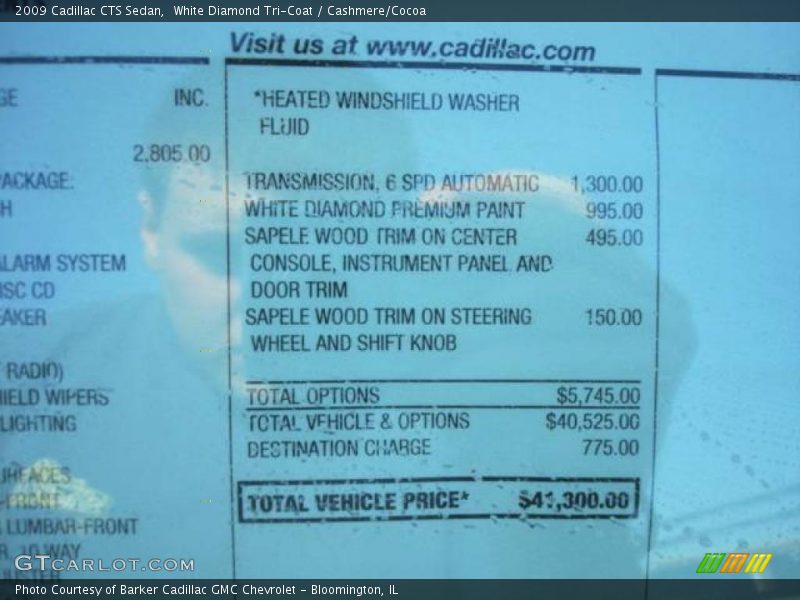 2009 Cadillac CTS Sedan,  White Diamond Tri-Coat / Cashmere/Cocoa
Visit us at www.cadillac.com
INC.
2,805.00
PACKAGE:
ALARM SYSTEM
DISC CD
RADIO)
WIPERS
LIGHTING
SURFACES
-FRONT
LUMBAR-FRONT
*HEATED WINDSHIELD WASHER
FLUID
TRANSMISSION, 6 SPD AUTOMATIC 1,300.00
WHITE DIAMOND PREMIUM PAINT 995.00
SAPELE WOOD TRIM ON CENTER 495.00
CONSOLE, INSTRUMENT PANEL AND
DOOR TRIM
SAPELE WOOD TRIM ON STEERING 150.00
WHEEL AND SHIFT KNOB
TOTAL OPTIONS $5,745.00
TOTAL VEHICLE & OPTIONS $40,525.00
DESTINATION CHARGE 775.00
TOTAL VEHICLE PRICE* $41,300.00
GTCARLOT.COM
Photo Courtesy of Barker Cadillac GMC Chevrolet - Bloomington, IL